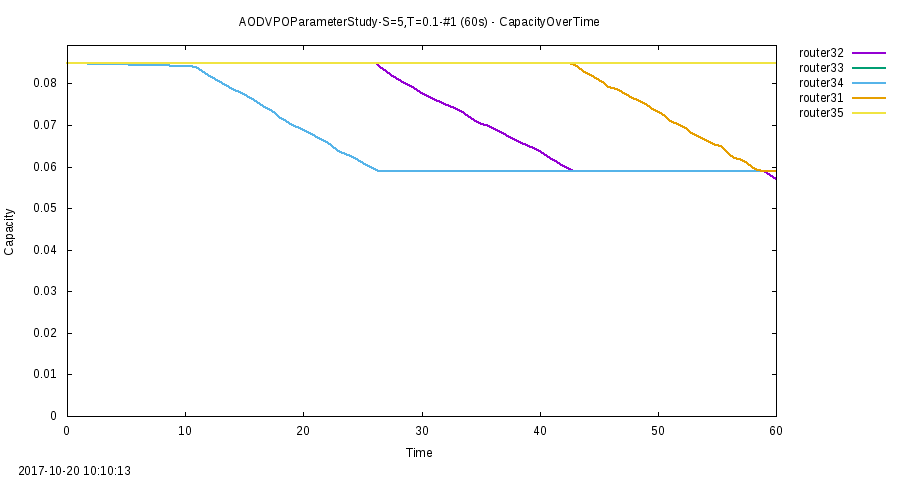 AODVPOParameterStudy-S=5,T=0.1-#1 (60s) - CapacityOverTime
router32
router33
router34
router31
router35
0.08
0.07
0.06
0.05
0.04
0.03
0.02
0.01
0
Capacity
0 10 20 30 40 50 60
Time
2017-10-20 10:10:13